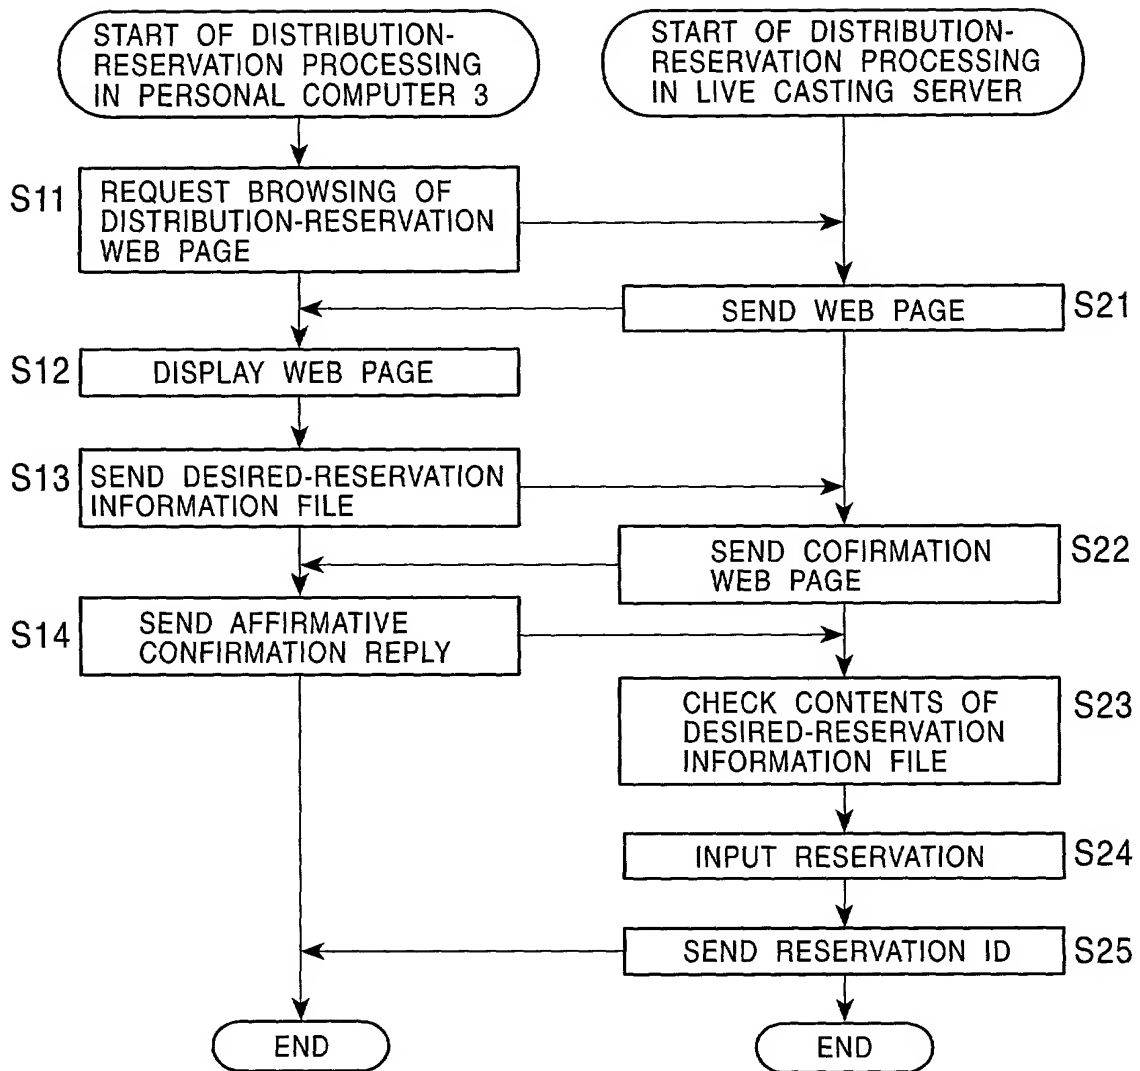 START OF DISTRIBUTION-
RESERVATION PROCESSING
IN PERSONAL COMPUTER 3
START OF DISTRIBUTION-
RESERVATION PROCESSING
IN LIVE CASTING SERVER
S11
REQUEST BROWSING OF
DISTRIBUTION-RESERVATION
WEB PAGE
SEND WEB PAGE
S21
S12
DISPLAY WEB PAGE
S13
SEND DESIRED-RESERVATION
INFORMATION FILE
SEND COFIRMATION
WEB PAGE
S22
S14
SEND AFFIRMATIVE
CONFIRMATION REPLY
CHECK CONTENTS OF
DESIRED-RESERVATION
INFORMATION FILE
S23
INPUT RESERVATION
S24
SEND RESERVATION ID
S25
END
END